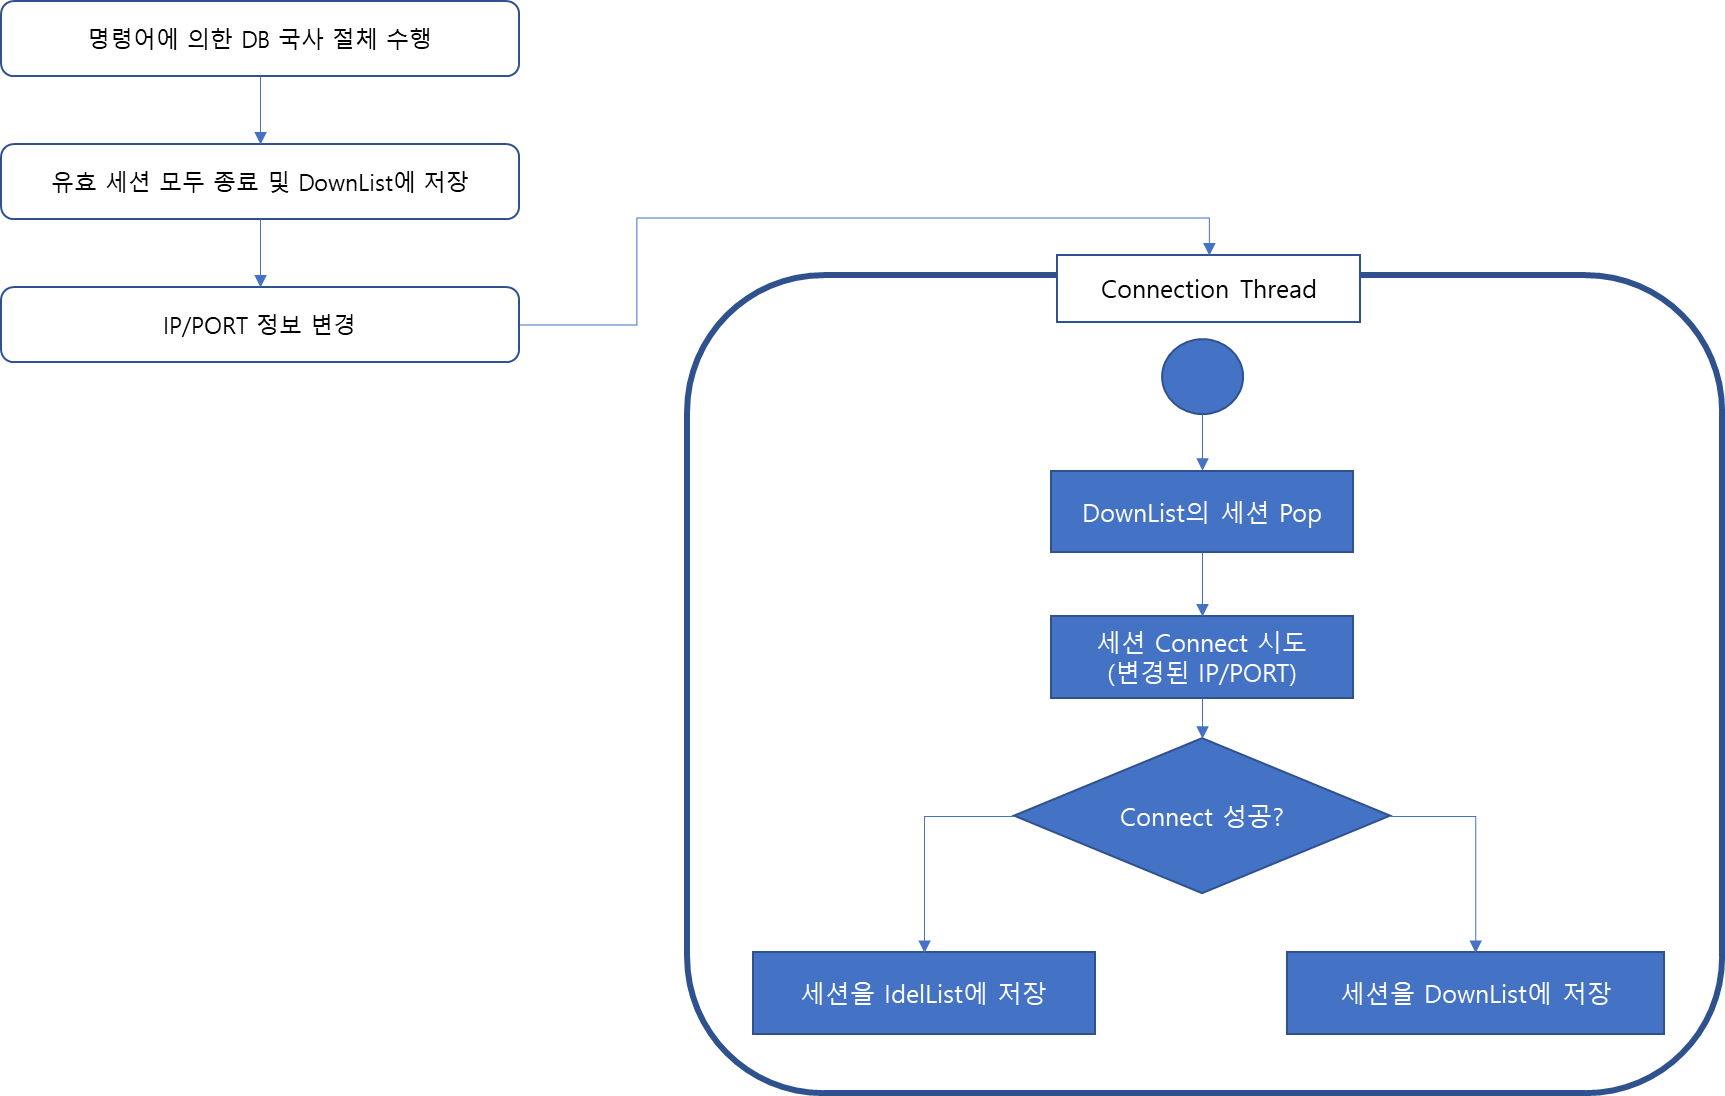 명령어에 의한 DB 국사 절체 수행
유효 세션 모두 종료 및 DownList에 저장
IP/PORT 정보 변경
Connection Thread
DownList의 세션 Pop
세션 Connect 시도
(변경된 IP/PORT)
Connect 성공?
세션을 IdelList에 저장
세션을 DownList에 저장